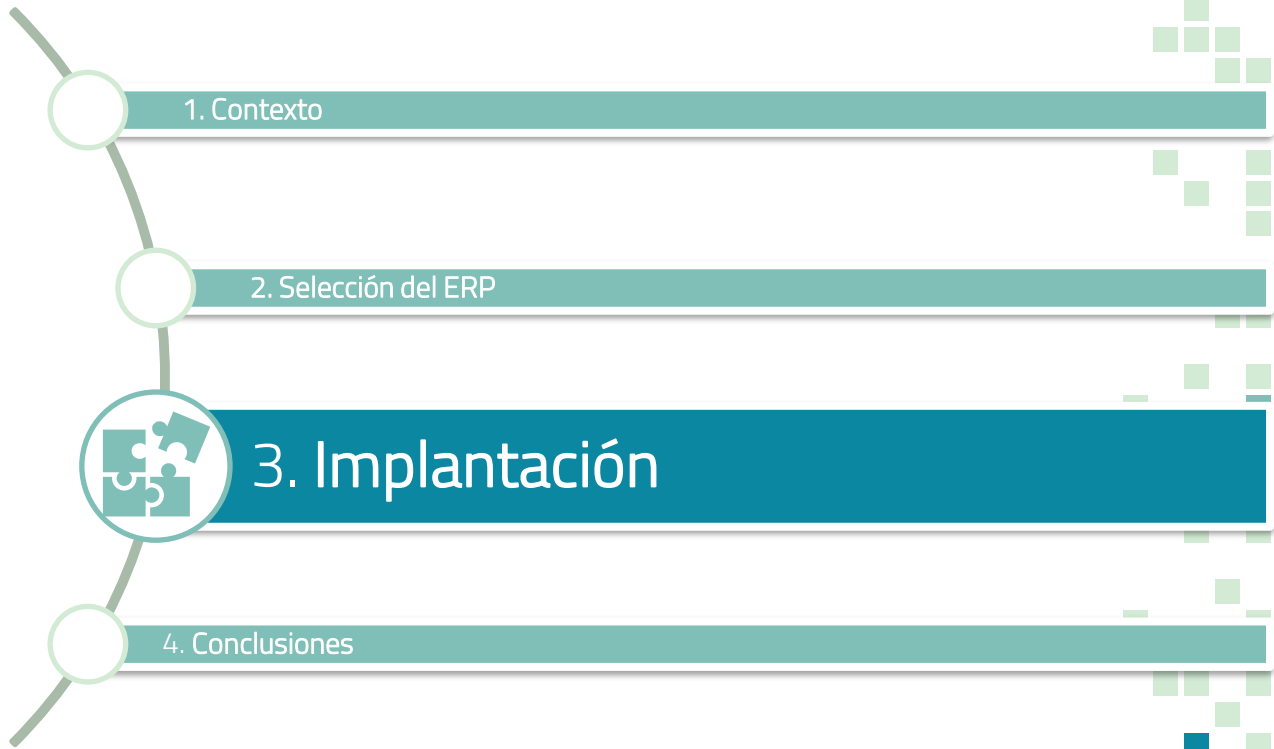 1. Contexto
2. Selección del ERP
3. Implantación
4. Conclusiones